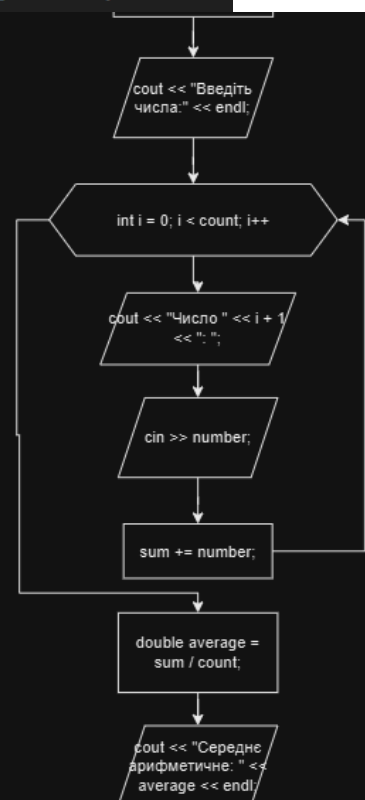 cout << "Введіть
числа:" << endl;
int i = 0; i < count; i++
cout << "Число " << i + 1
<< ": ";
cin >> number;
sum += number;
double average =
sum / count;
cout << "Середнє
арифметичне: " <<
average << endl;